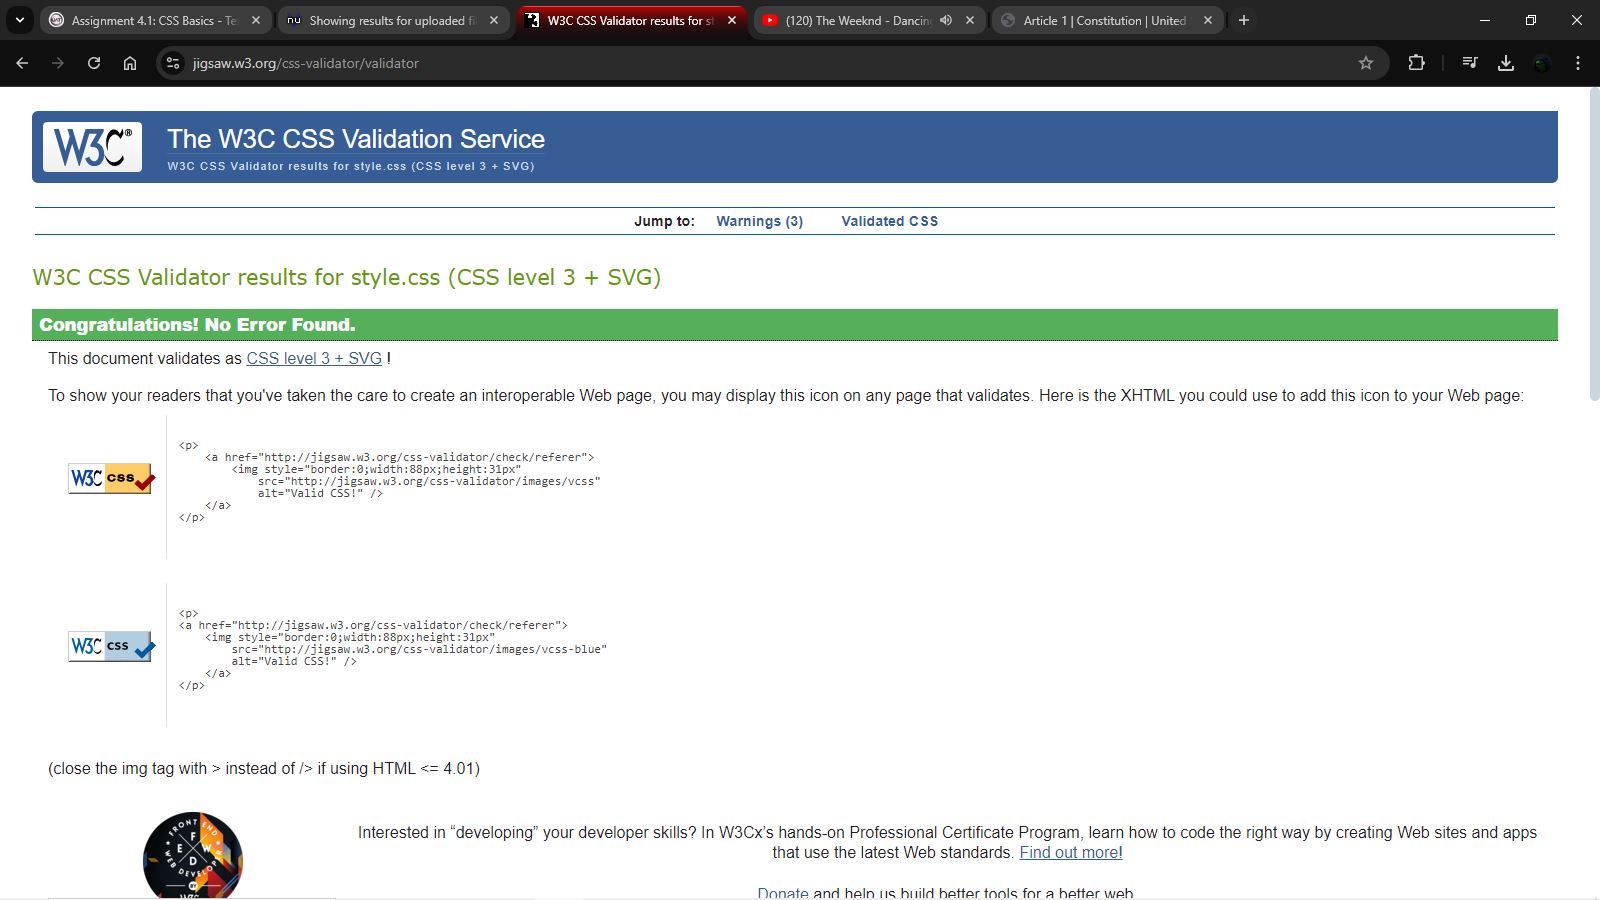 Assignment 4.1: CSS Basics - Te
Showing results for uploaded fi
W3C CSS Validator results for st
(120) The Weeknd - Dancin
Article 1 | Constitution | United
jigsaw.w3.org/css-validator/validator
W3C®
The W3C CSS Validation Service
W3C CSS Validator results for style.css (CSS level 3 + SVG)
Jump to: Warnings (3) Validated CSS
W3C CSS Validator results for style.css (CSS level 3 + SVG)
Congratulations! No Error Found.
This document validates as CSS level 3 + SVG !
To show your readers that you've taken the care to create an interoperable Web page, you may display this icon on any page that validates. Here is the XHTML you could use to add this icon to your Web page:
W3C css
<p>
<a href="http://jigsaw.w3.org/css-validator/check/referer">
<img style="border:0;width:88px;height:31px"
src="http://jigsaw.w3.org/css-validator/images/vcss"
alt="Valid CSS!" />
</a>
</p>
W3C css
<p>
<a href="http://jigsaw.w3.org/css-validator/check/referer">
<img style="border:0;width:88px;height:31px"
src="http://jigsaw.w3.org/css-validator/images/vcss-blue"
alt="Valid CSS!" />
</a>
</p>
(close the img tag with > instead of /> if using HTML <= 4.01)
FRONT END
F E W D
WEB DEVELOPER
BY
W3C
Interested in “developing” your developer skills? In W3Cx’s hands-on Professional Certificate Program, learn how to code the right way by creating Web sites and apps
that use the latest Web standards. Find out more!
Donate and help us build better tools for a better web.